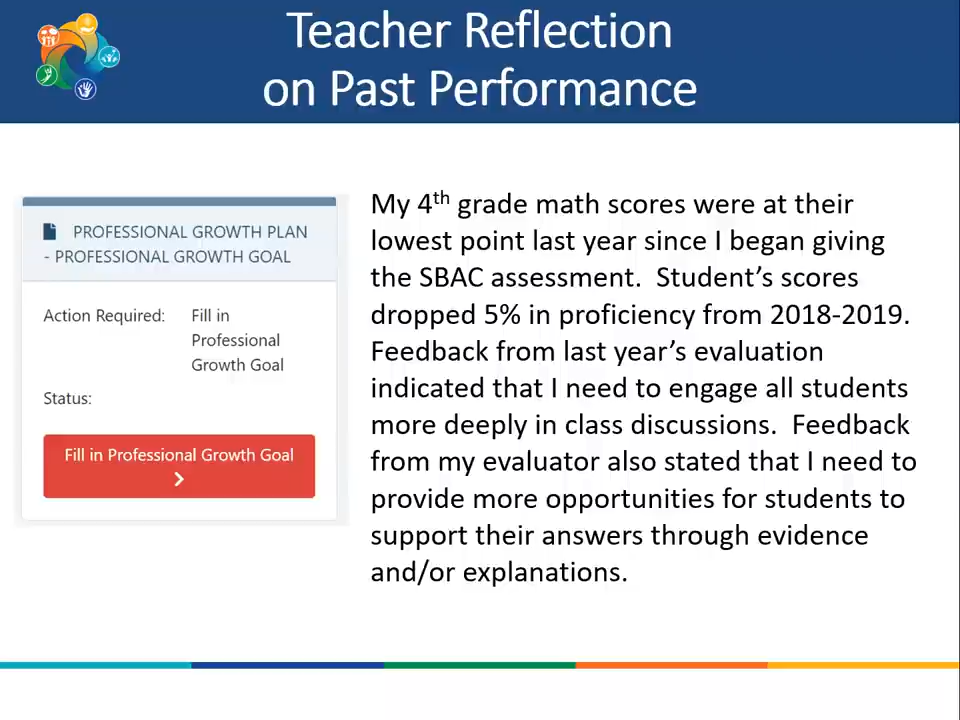 Teacher Reflection
on Past Performance
PROFESSIONAL GROWTH PLAN
- PROFESSIONAL GROWTH GOAL
Action Required: Fill in
Professional
Growth Goal
Status:
Fill in Professional Growth Goal
My 4th grade math scores were at their
lowest point last year since I began giving
the SBAC assessment.  Student’s scores
dropped 5% in proficiency from 2018-2019.
Feedback from last year’s evaluation
indicated that I need to engage all students
more deeply in class discussions.  Feedback
from my evaluator also stated that I need to
provide more opportunities for students to
support their answers through evidence
and/or explanations.